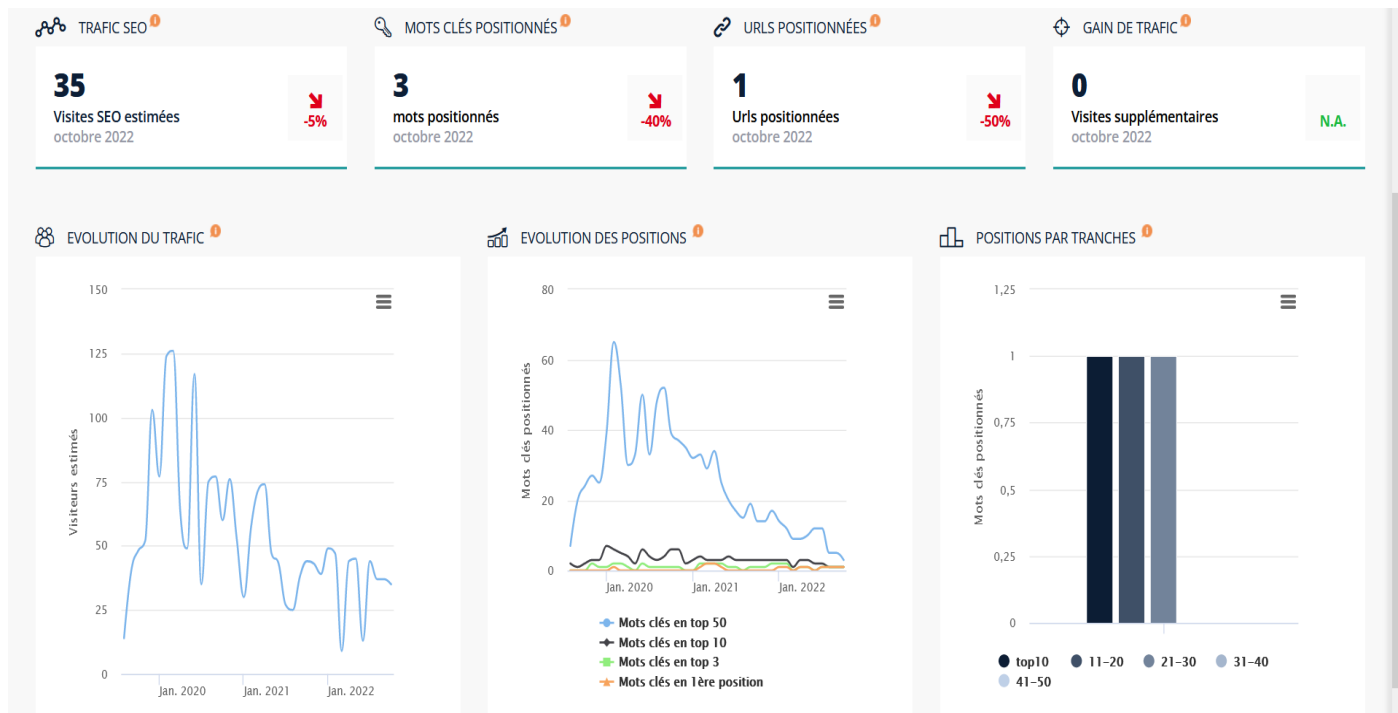 TRAFIC SEO
MOTS CLÉS POSITIONNÉS
URLS POSITIONNÉES
GAIN DE TRAFIC
35
Visites SEO estimées
octobre 2022
-5%
3
mots positionnés
octobre 2022
-40%
1
Urls positionnées
octobre 2022
-50%
0
Visites supplémentaires
octobre 2022
N.A.
EVOLUTION DU TRAFIC
150
125
100
75
50
25
0
Visiteurs estimés
Jan. 2020
Jan. 2021
Jan. 2022
EVOLUTION DES POSITIONS
80
60
40
20
0
Mots clés positionnés
Jan. 2020
Jan. 2021
Jan. 2022
Mots clés en top 50
Mots clés en top 10
Mots clés en top 3
Mots clés en 1ère position
POSITIONS PAR TRANCHES
1,25
1
0,75
0,5
0,25
0
Mots clés positionnés
top10 11-20 21-30 31-40
41-50